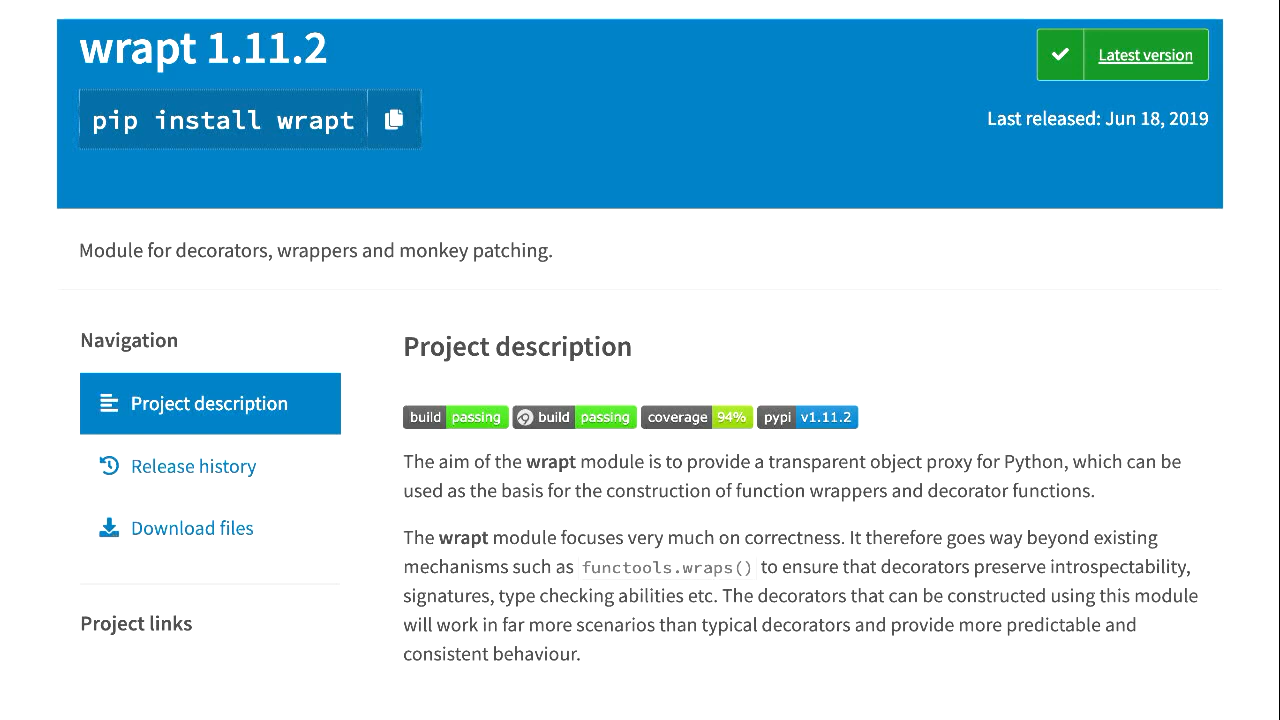 wrapt 1.11.2
Latest version
pip install wrapt
Last released: Jun 18, 2019
Module for decorators, wrappers and monkey patching.
Navigation
Project description
Release history
Download files
Project links
Project description
build passing build passing coverage 94% pypi v1.11.2
The aim of the wrapt module is to provide a transparent object proxy for Python, which can be
used as the basis for the construction of function wrappers and decorator functions.
The wrapt module focuses very much on correctness. It therefore goes way beyond existing
mechanisms such as functools.wraps() to ensure that decorators preserve introspectability,
signatures, type checking abilities etc. The decorators that can be constructed using this module
will work in far more scenarios than typical decorators and provide more predictable and
consistent behaviour.